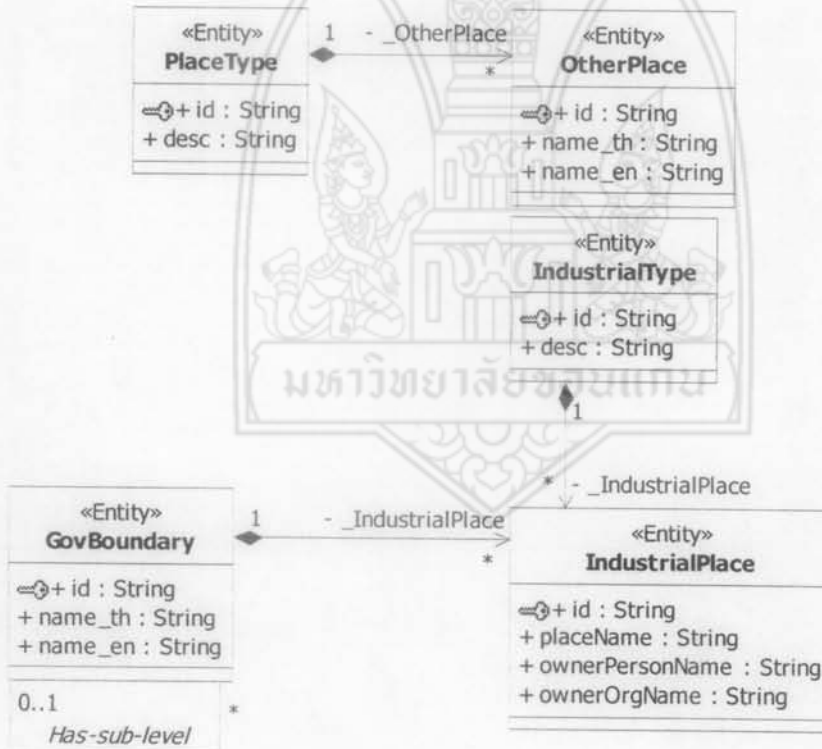 «Entity»
PlaceType
+ id : String
+ desc : String
1 - _OtherPlace
*
«Entity»
OtherPlace
+ id : String
+ name_th : String
+ name_en : String
«Entity»
IndustrialType
+ id : String
+ desc : String
มหาวิทยาลัยขอนแก่น
1
* - _IndustrialPlace
«Entity»
GovBoundary
+ id : String
+ name_th : String
+ name_en : String
0..1 *
Has-sub-level
1 - _IndustrialPlace
*
«Entity»
IndustrialPlace
+ id : String
+ placeName : String
+ ownerPersonName : String
+ ownerOrgName : String